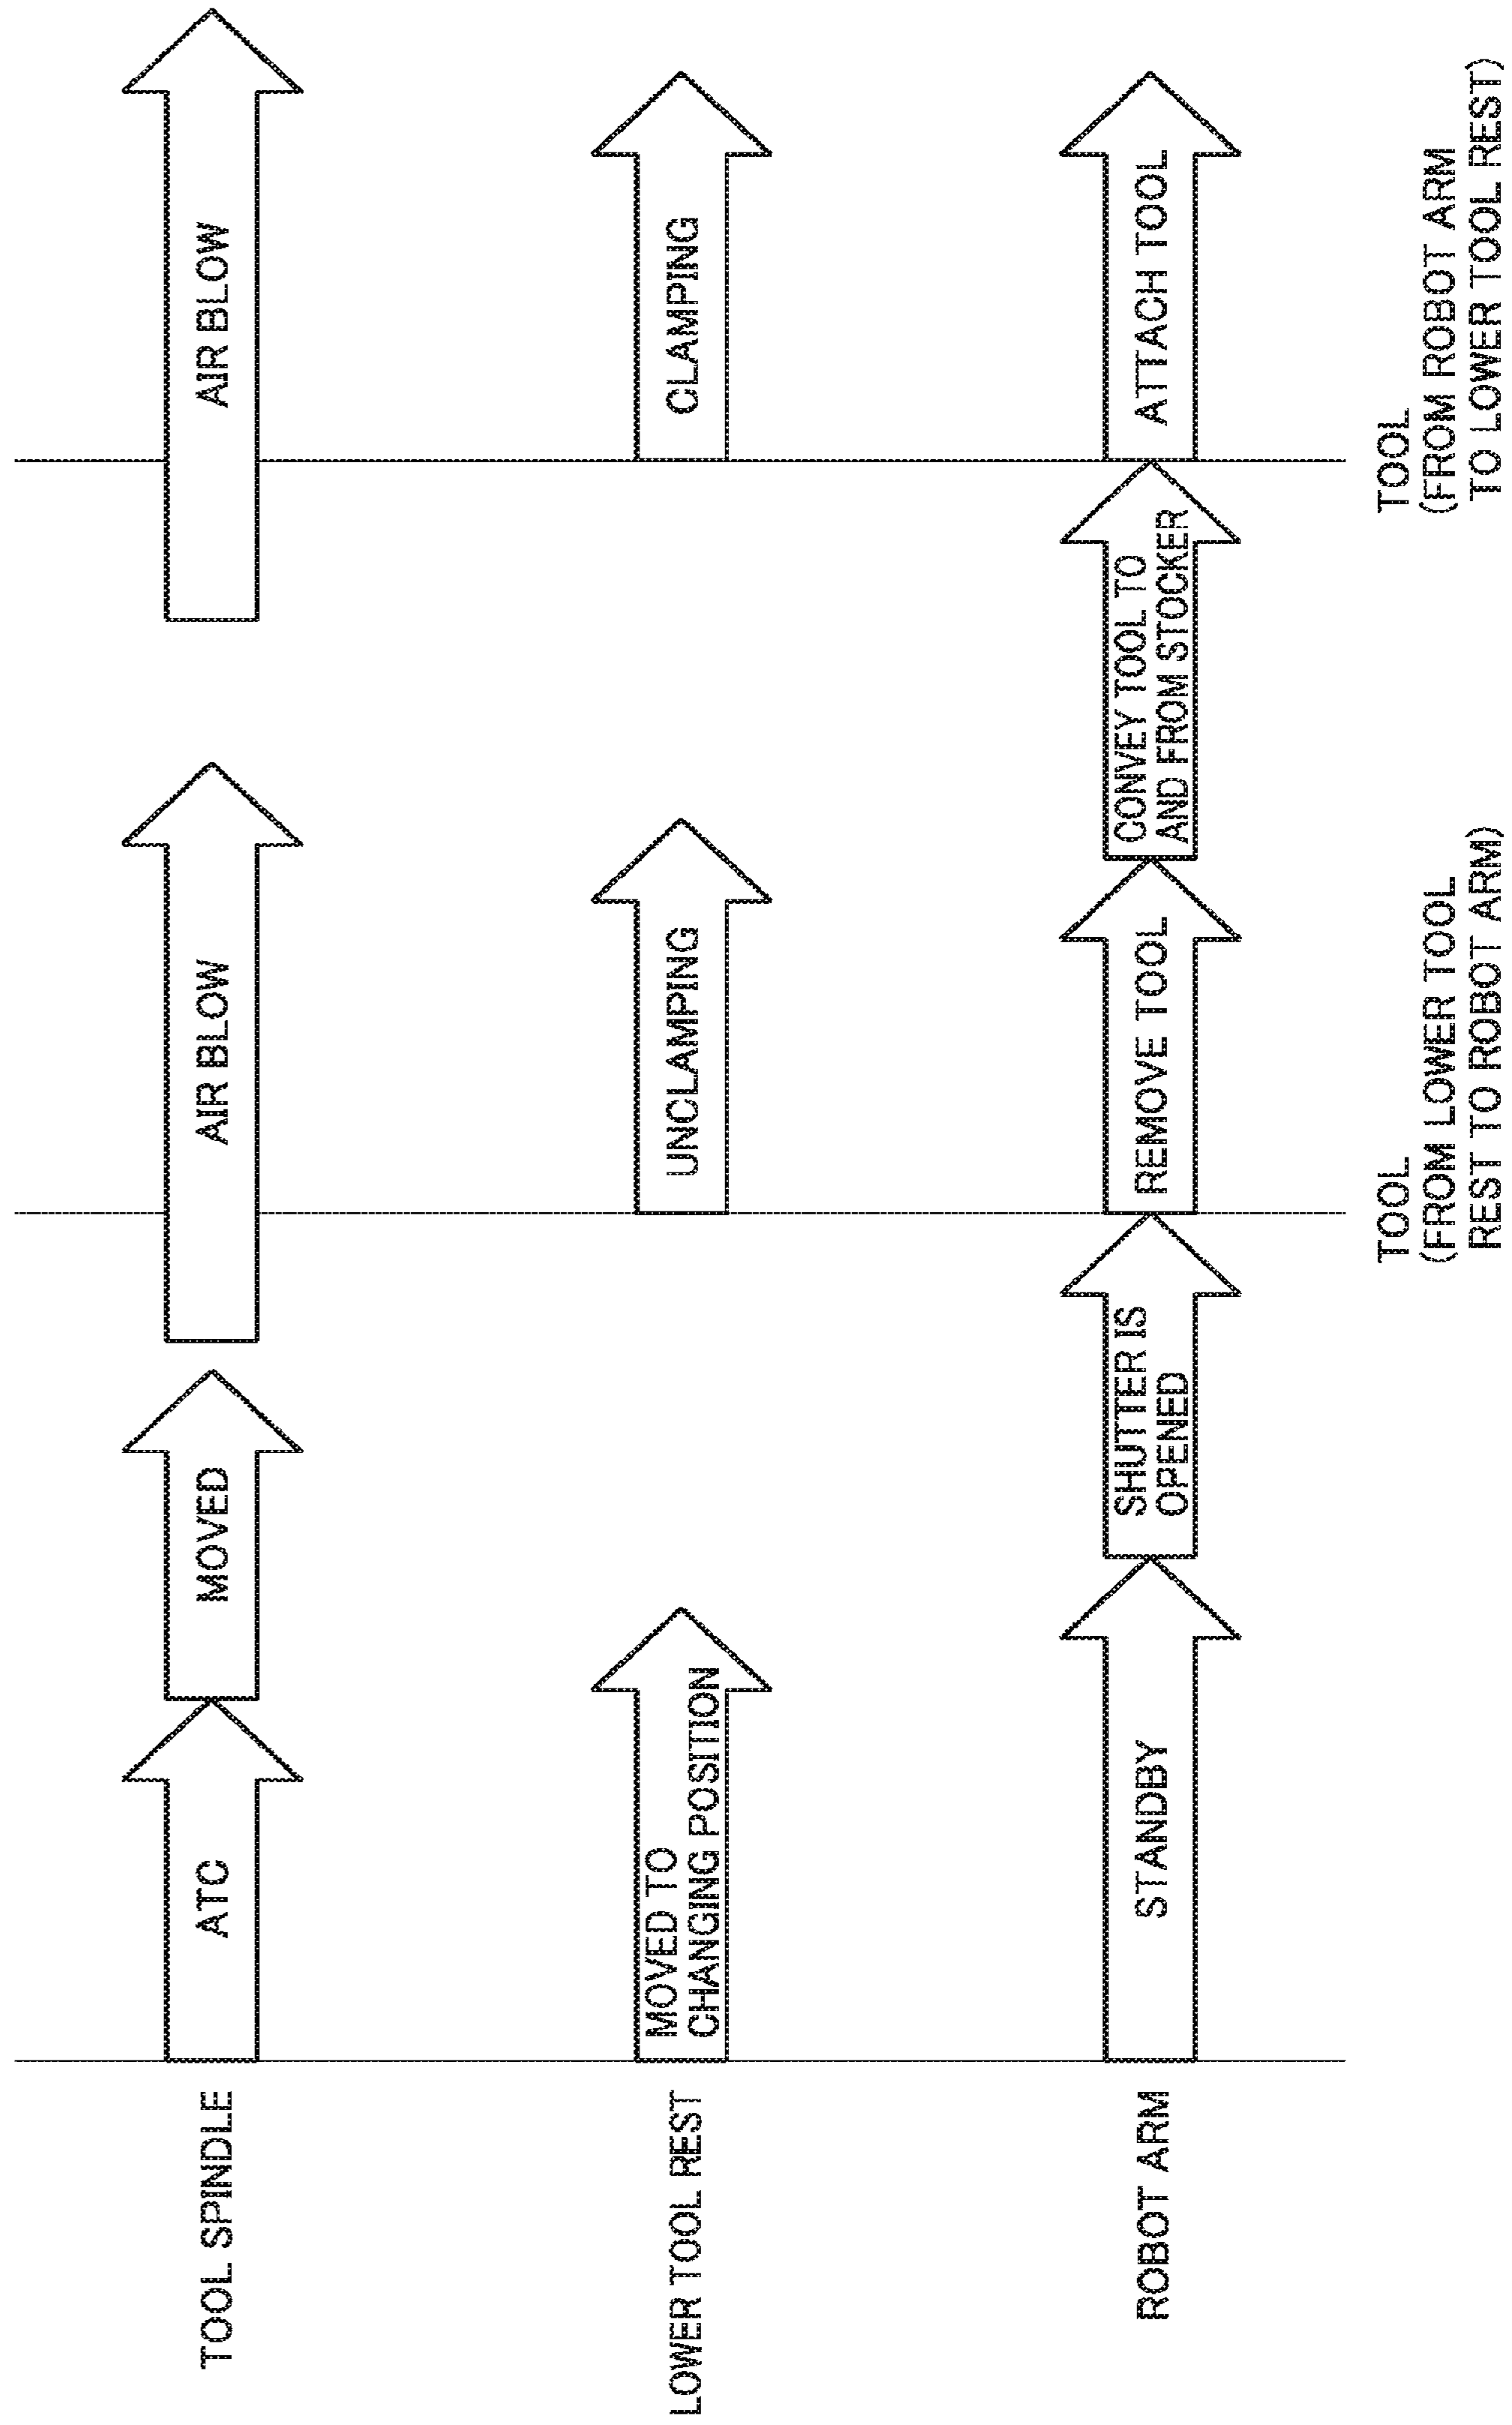 TOOL SPINDLE
ATC
MOVED
AIR BLOW
AIR BLOW
LOWER TOOL REST
MOVED TO
CHANGING POSITION
UNCLAMPING
CLAMPING
ROBOT ARM
STANDBY
SHUTTER IS
OPENED
REMOVE TOOL
CONVEY TOOL TO
AND FROM STOCKER
ATTACH TOOL
TOOL
(FROM LOWER TOOL
REST TO ROBOT ARM)
TOOL
(FROM ROBOT ARM
TO LOWER TOOL REST)